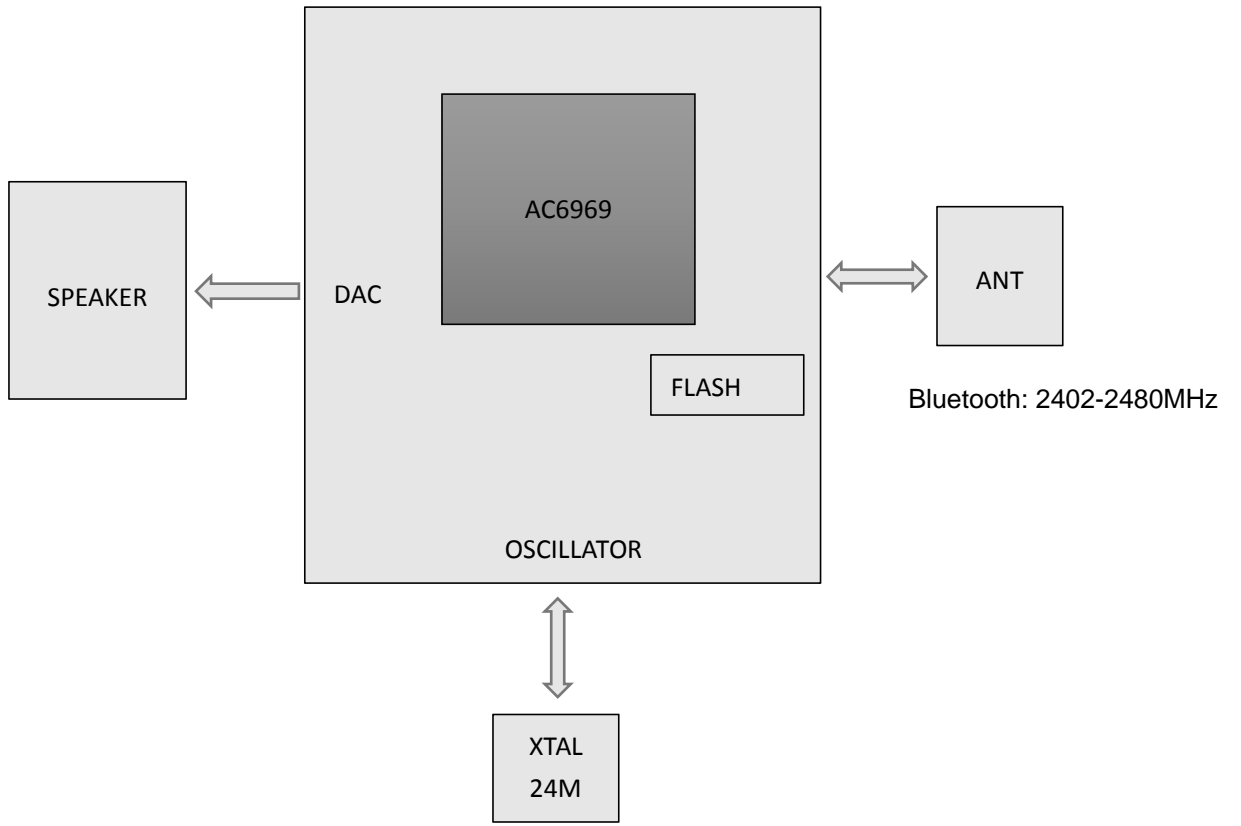 AC6969
SPEAKER
DAC
ANT
FLASH
Bluetooth: 2402-2480MHz
OSCILLATOR
XTAL
24M